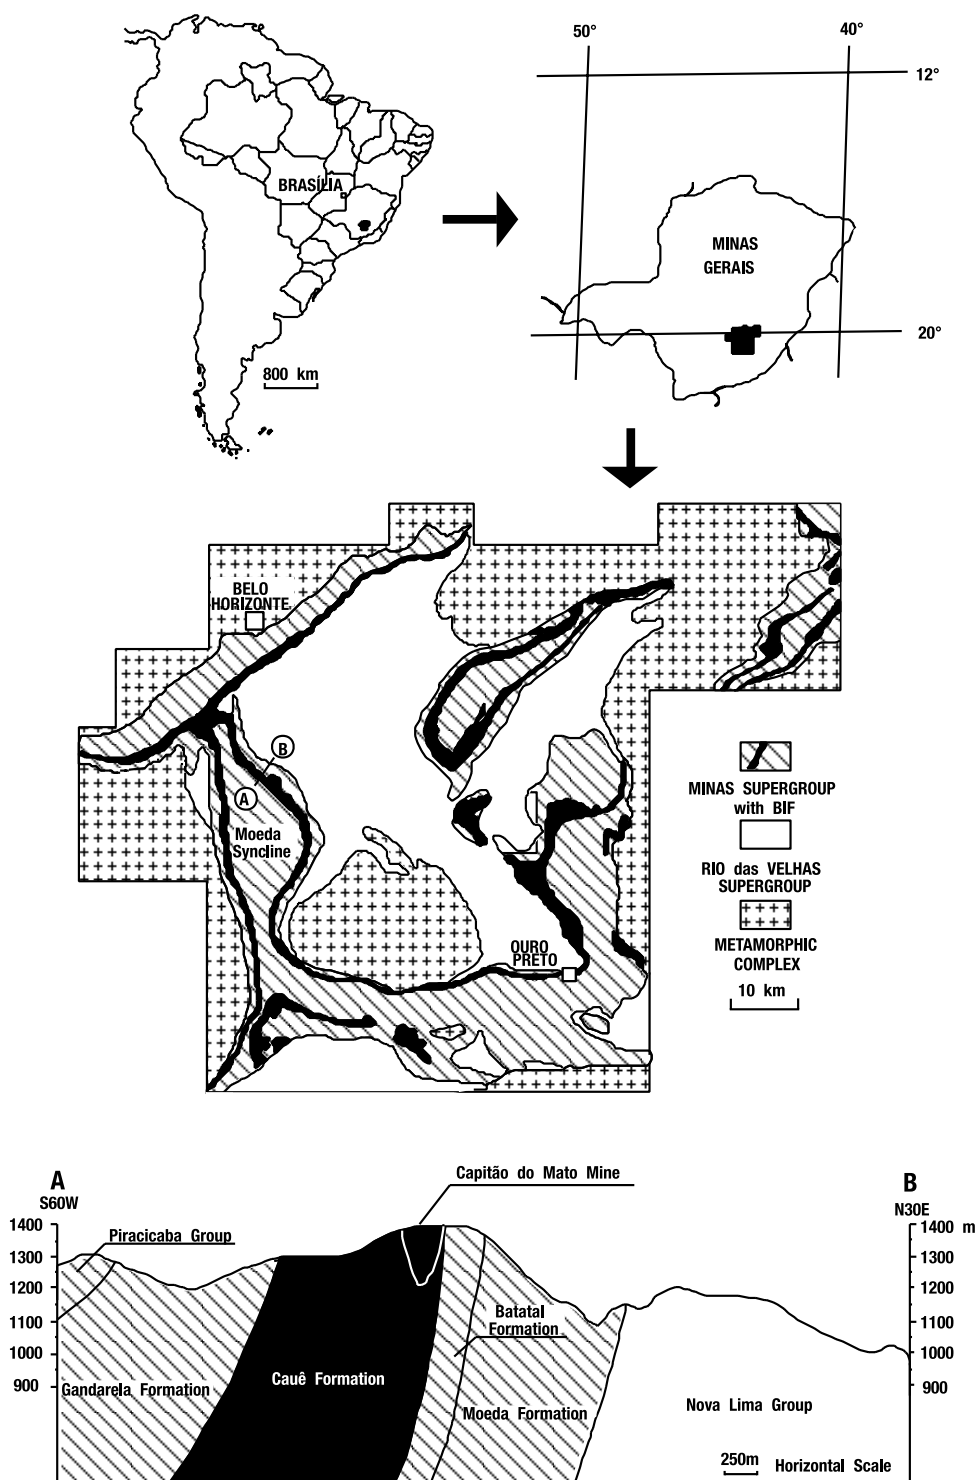 50°
40°
12°
BRASÍLIA
MINAS
GERAIS
20°
800 km
BELO
HORIZONTE
B
A
Moeda
Syncline
MINAS SUPERGROUP
with BIF
RIO das VELHAS
SUPERGROUP
OURO
PRETO
METAMORPHIC
COMPLEX
10 km
A
S60W
Capitão do Mato Mine
B
N30E
1400
1400 m
Piracicaba Group
1300
1300
1200
1200
1100
Batatal
Formation
1100
1000
1000
900
900
Gandarela Formation
Cauê Formation
Moeda Formation
Nova Lima Group
250m Horizontal Scale